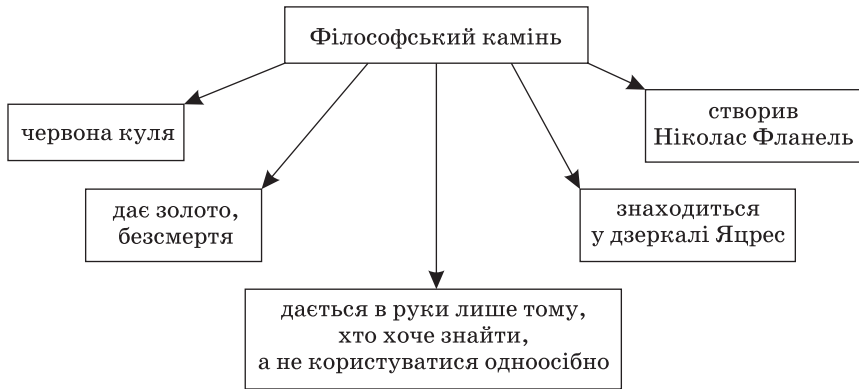 Філософський камінь
червона куля
створив
Ніколас Фланель
дає золото,
безсмертя
знаходиться
у дзеркалі Яцрес
дається в руки лише тому,
хто хоче знайти,
а не користуватися одноосібно